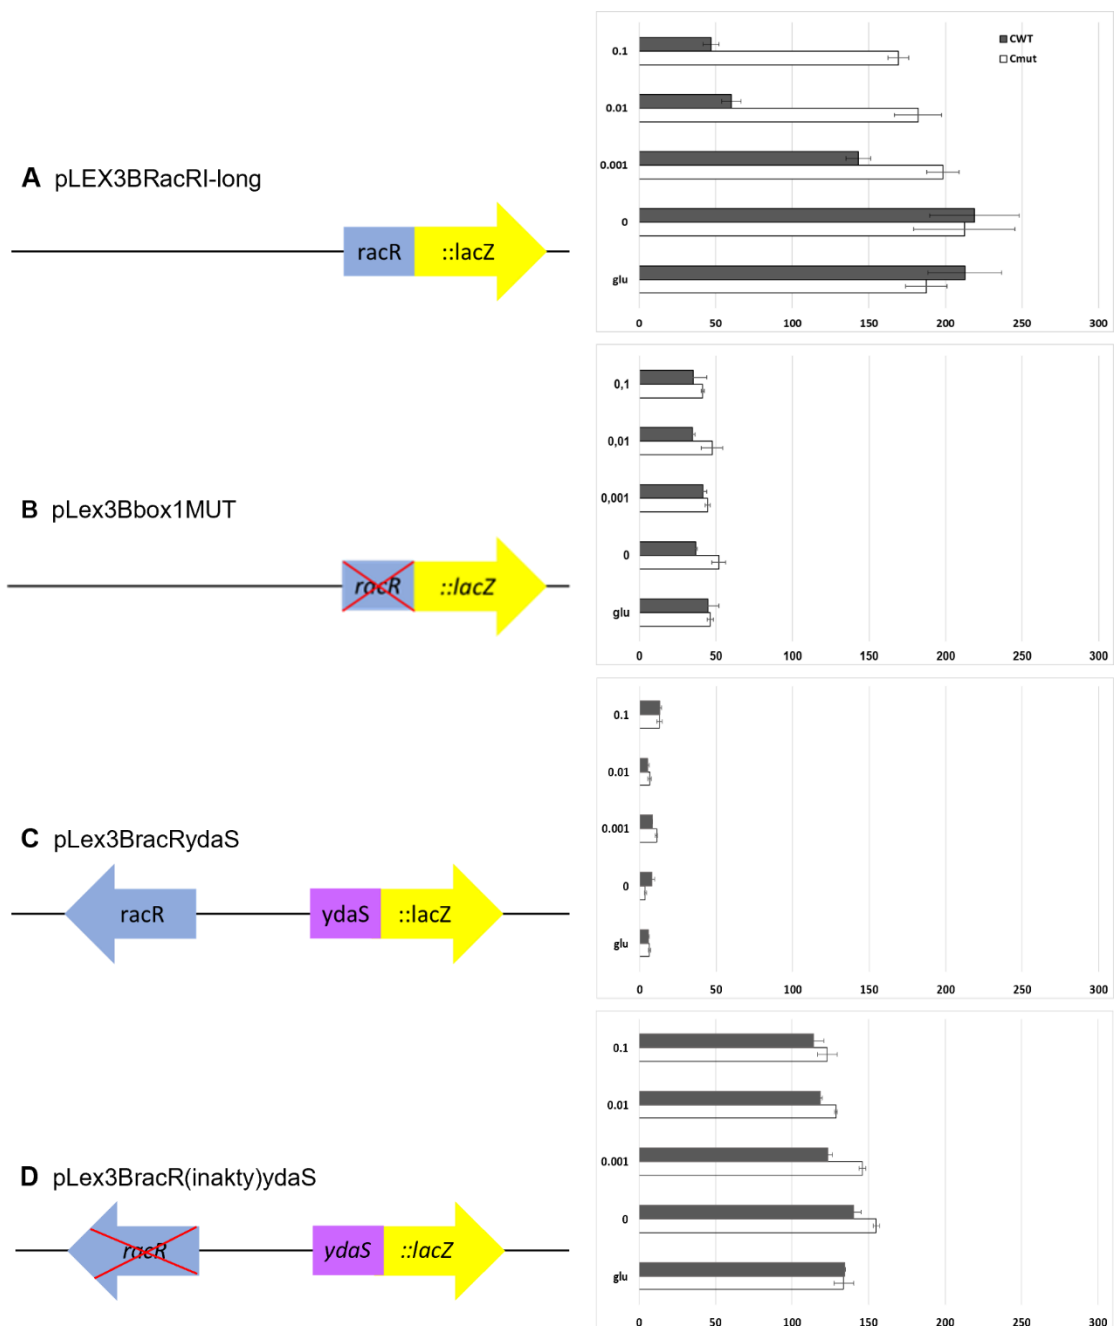 A pLEX3BRacRI-long
racR ::lacZ
CWT
Cmut
0.1
0.01
0.001
0
glu
0 50 100 150 200 250 300
B pLex3Bbox1MUT
racR ::lacZ
0,1
0,01
0,001
0
glu
0 50 100 150 200 250 300
C pLex3BracRydaS
racR ydaS ::lacZ
0.1
0.01
0.001
0
glu
0 50 100 150 200 250 300
D pLex3BracR(inakty)ydaS
racR ydaS ::lacZ
0.1
0.01
0.001
0
glu
0 50 100 150 200 250 300